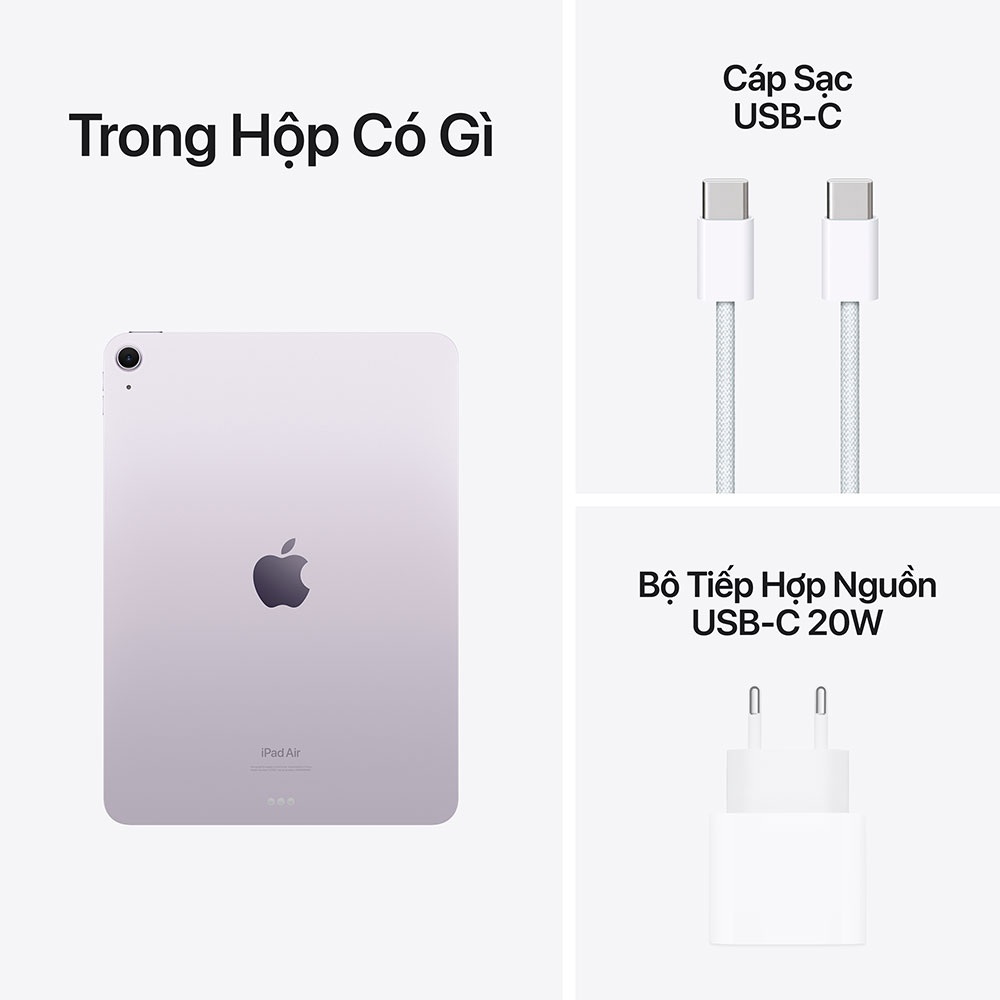 Trong Hộp Có Gì
Cáp Sạc
USB-C
iPad Air
Bộ Tiếp Hợp Nguồn
USB-C 20W